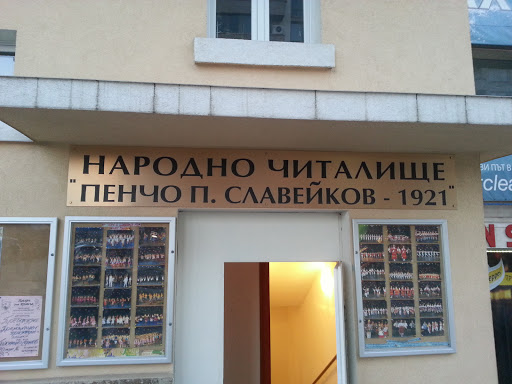 НАРОДНО ЧИТАЛИЩЕ
"ПЕНЧО П. СЛАВЕЙКОВ - 1921"